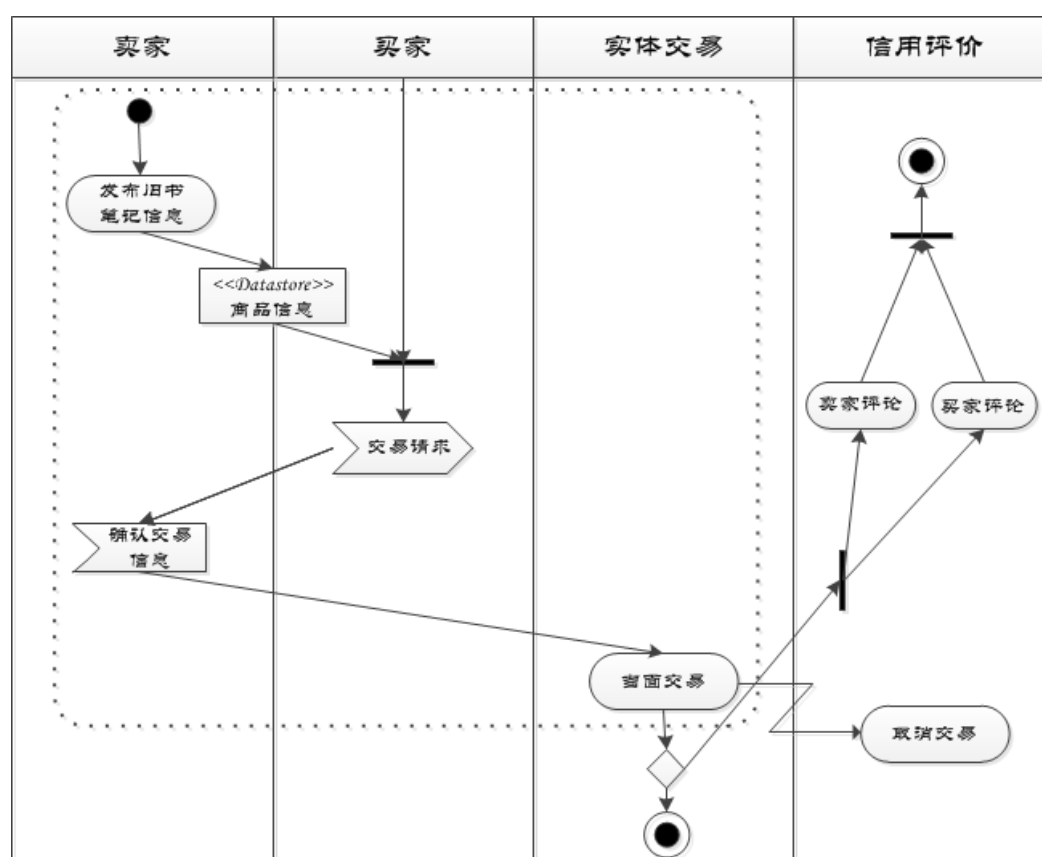 卖家
买家
实体交易
信用评价
发布旧书
笔记信息
<<Datastore>>
商品信息
交易请求
确认交易
信息
当面交易
卖家评论
买家评论
取消交易